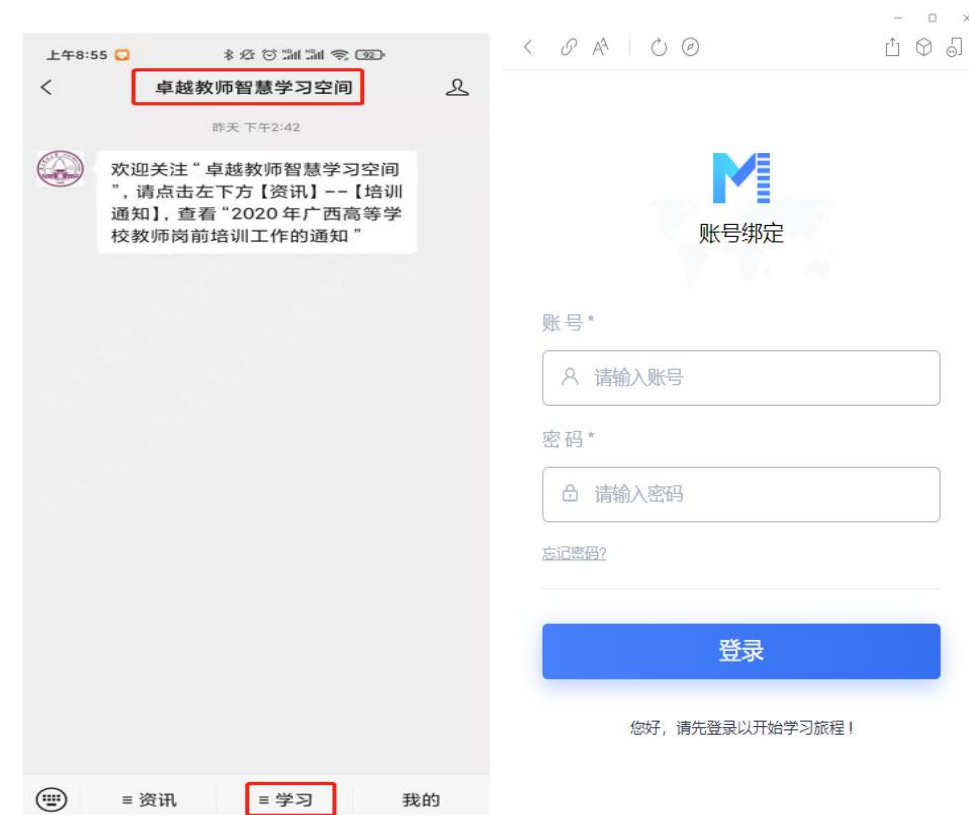 上午8:55
92
卓越教师智慧学习空间
昨天 下午2:42
欢迎关注“卓越教师智慧学习空间
”，请点击左下方【资讯】--【培训
通知】，查看“2020年广西高等学
校教师岗前培训工作的通知”
≡ 资讯
≡ 学习
我的
账号绑定
账号*
请输入账号
密码*
请输入密码
忘记密码?
登录
您好，请先登录以开始学习旅程！